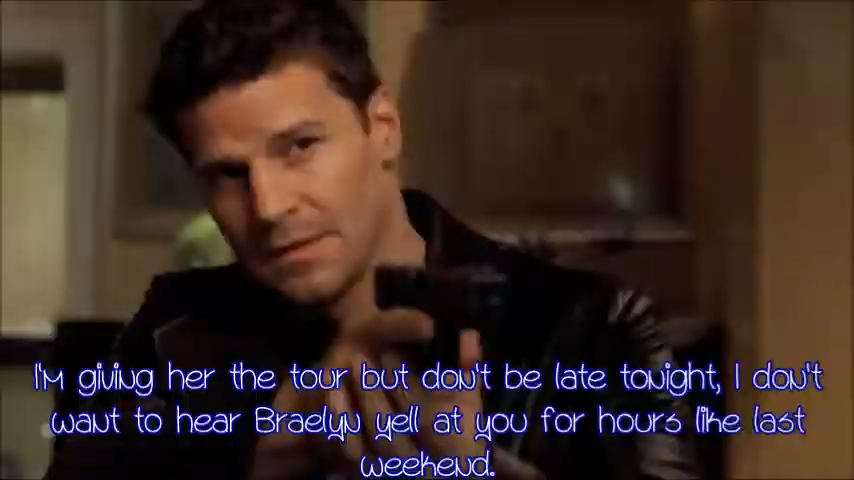 I'm giving her the tour but don't be late tonight, I don't
want to hear Braelyn yell at you for hours like last
weekend.